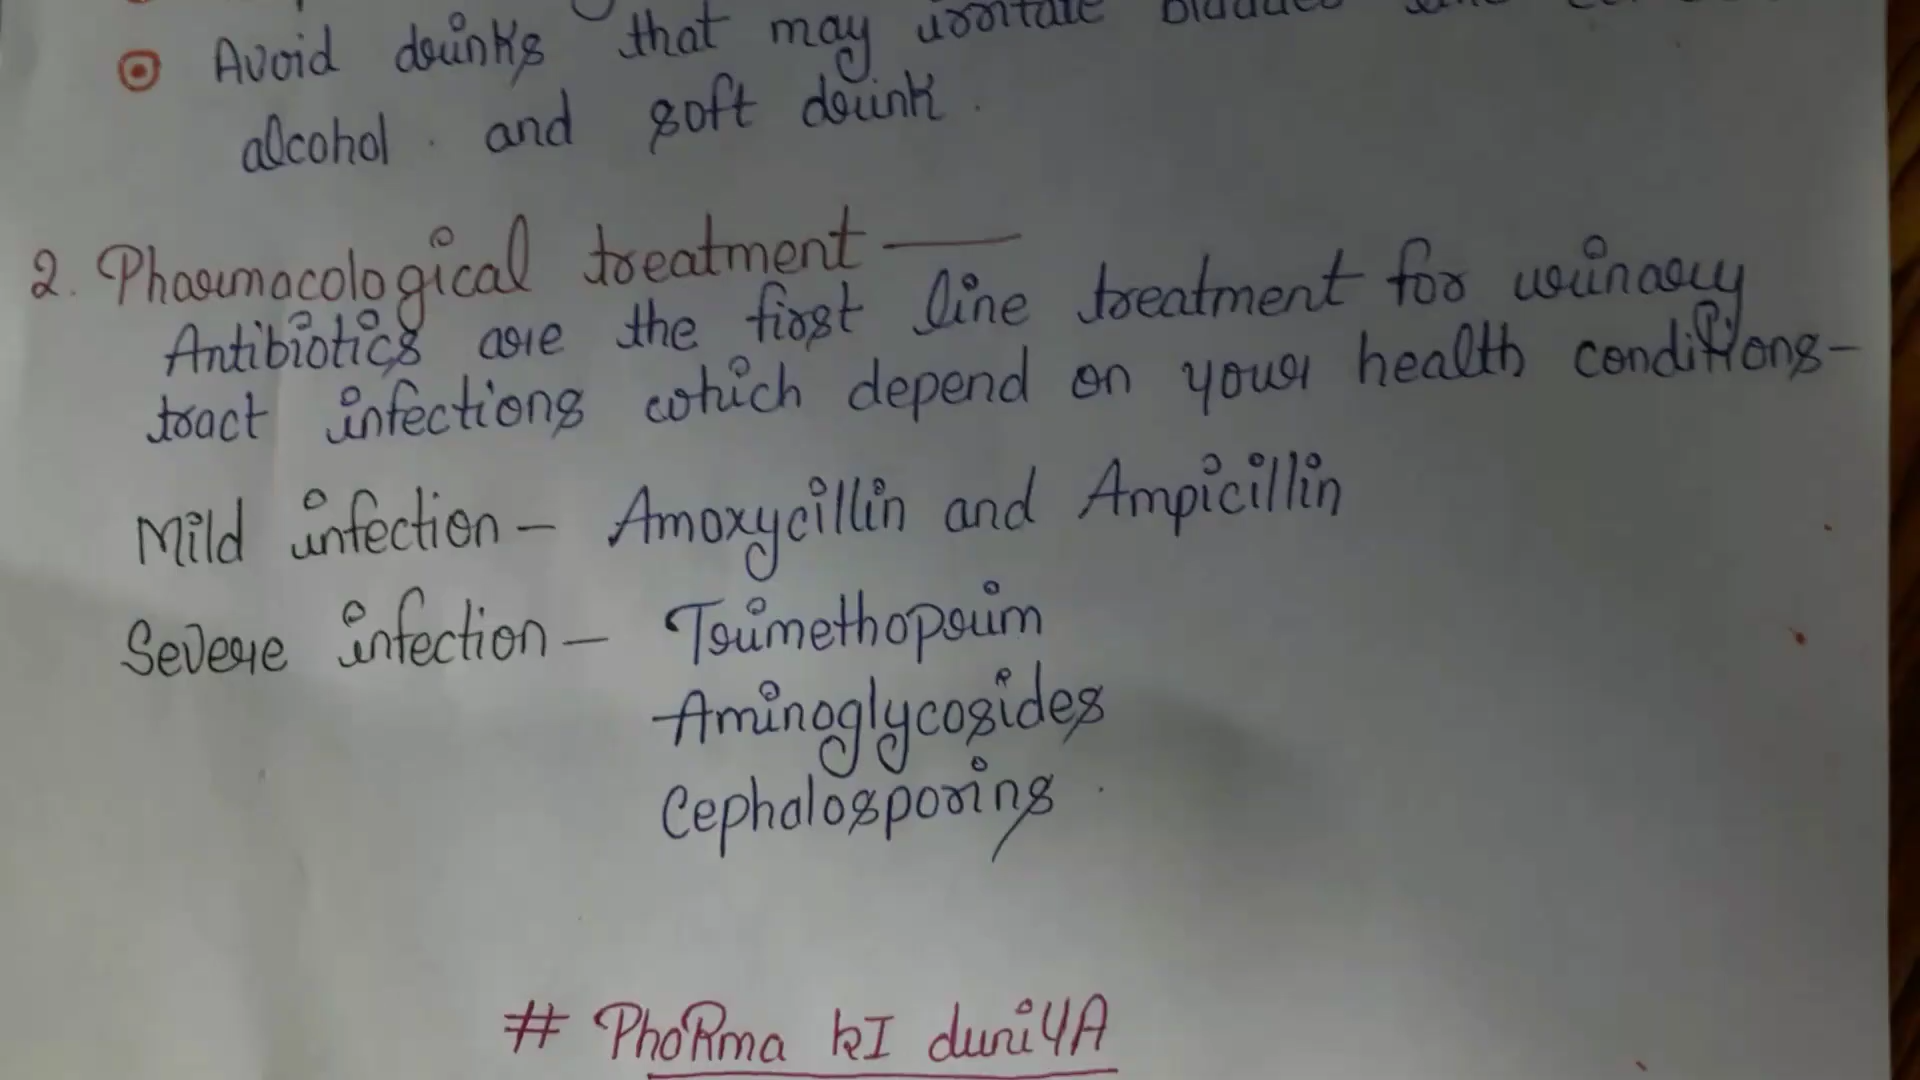 Avoid drinks that may irritate bladder
alcohol. and soft drink.
2. Pharmacological treatment —
Antibiotics are the first line treatment for urinary
tract infections which depend on your health conditions-
Mild infection - Amoxycillin and Ampicillin
Severe infection - Trimethoprim
Aminoglycosides
Cephalosporins.
# PhaRma kI duniyA